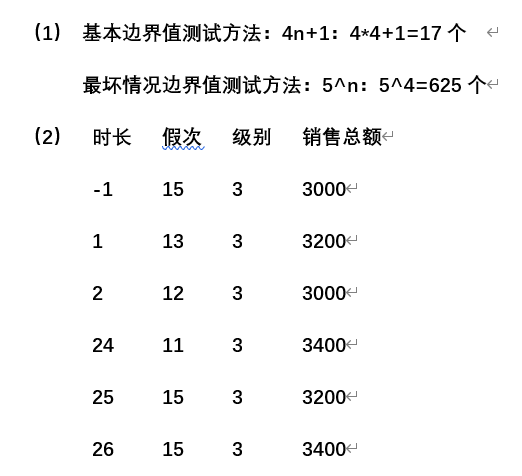 (1) 基本边界值测试方法：4n+1：4*4+1=17 个
最坏情况边界值测试方法：5^n：5^4=625 个
(2) 时长 假次 级别 销售总额
-1 15 3 3000
1 13 3 3200
2 12 3 3000
24 11 3 3400
25 15 3 3200
26 15 3 3400